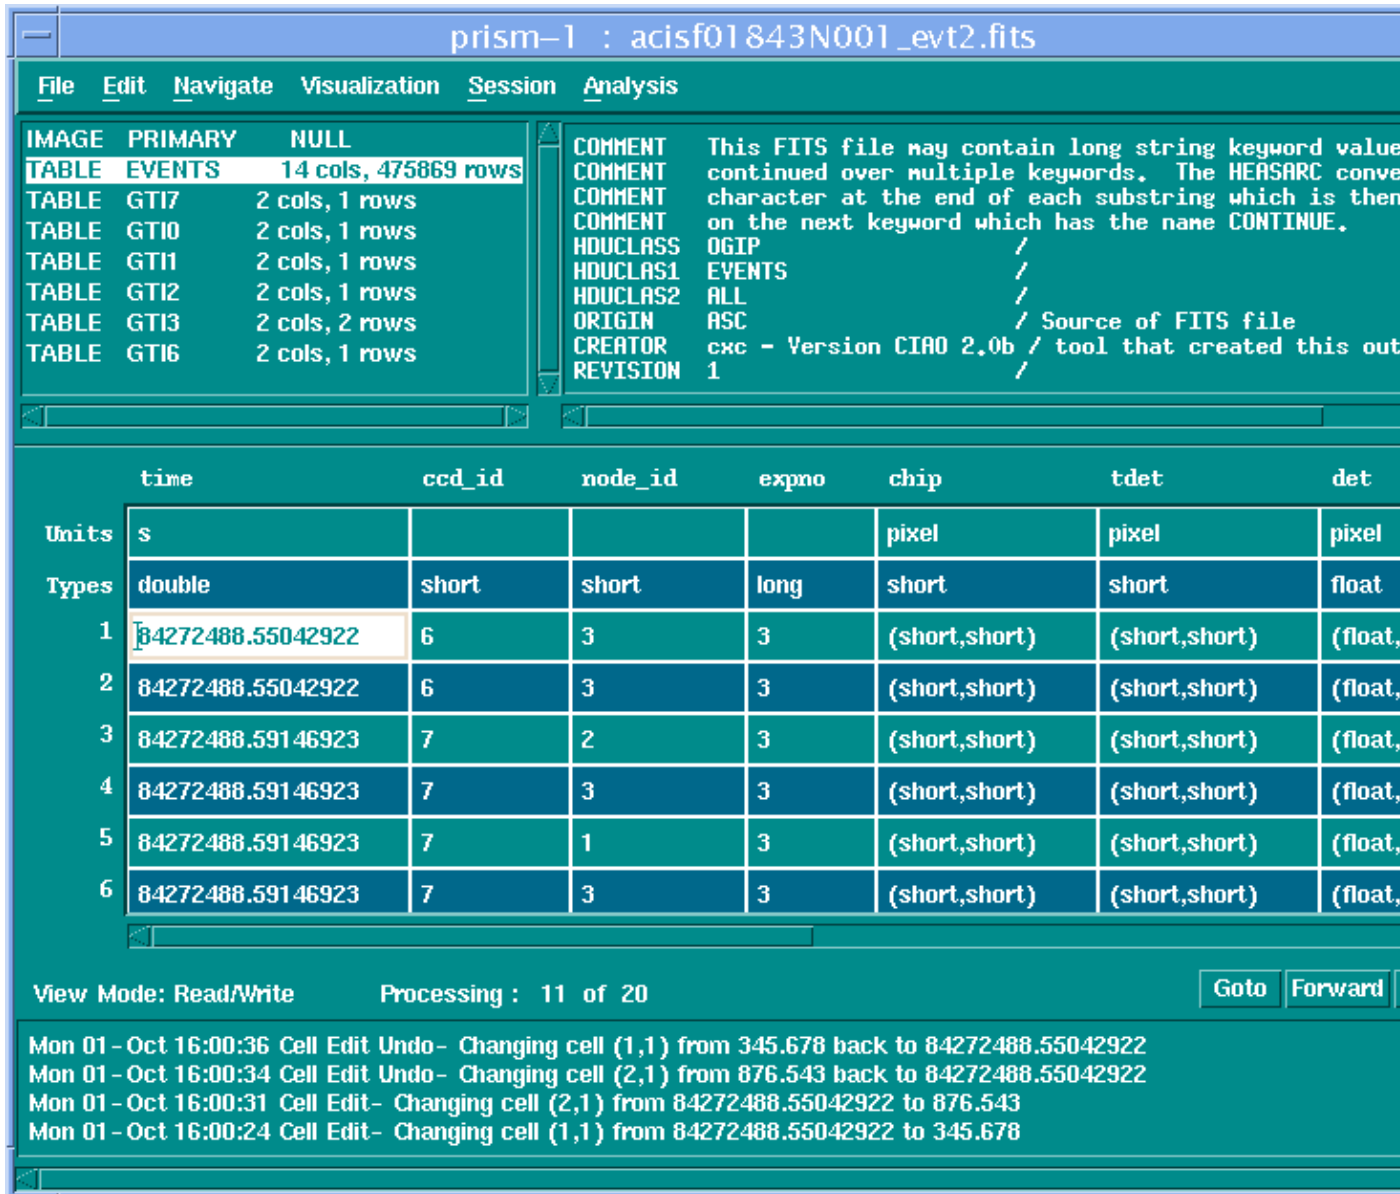 prism-1 : acisf01843N001_evt2.fits
File Edit Navigate Visualization Session Analysis
IMAGE PRIMARY NULL
TABLE EVENTS 14 cols, 475869 rows
TABLE GTI7 2 cols, 1 rows
TABLE GTI0 2 cols, 1 rows
TABLE GTI1 2 cols, 1 rows
TABLE GTI2 2 cols, 1 rows
TABLE GTI3 2 cols, 2 rows
TABLE GTI6 2 cols, 1 rows
COMMENT This FITS file may contain long string keyword value
COMMENT continued over multiple keywords. The HEASARC conve
COMMENT character at the end of each substring which is then
COMMENT on the next keyword which has the name CONTINUE.
HDUCLASS OGIP /
HDUCLAS1 EVENTS /
HDUCLAS2 ALL /
ORIGIN ASC / Source of FITS file
CREATOR cxc - Version CIAO 2.0b / tool that created this out
REVISION 1 /
time ccd_id node_id expno chip tdet det
Units s pixel pixel pixel
Types double short short long short short float
1 84272488.55042922 6 3 3 (short,short) (short,short) (float,
2 84272488.55042922 6 3 3 (short,short) (short,short) (float,
3 84272488.59146923 7 2 3 (short,short) (short,short) (float,
4 84272488.59146923 7 3 3 (short,short) (short,short) (float,
5 84272488.59146923 7 1 3 (short,short) (short,short) (float,
6 84272488.59146923 7 3 3 (short,short) (short,short) (float,
View Mode: Read/Write Processing : 11 of 20 Goto Forward
Mon 01-Oct 16:00:36 Cell Edit Undo- Changing cell (1,1) from 345.678 back to 84272488.55042922
Mon 01-Oct 16:00:34 Cell Edit Undo- Changing cell (2,1) from 876.543 back to 84272488.55042922
Mon 01-Oct 16:00:31 Cell Edit- Changing cell (2,1) from 84272488.55042922 to 876.543
Mon 01-Oct 16:00:24 Cell Edit- Changing cell (1,1) from 84272488.55042922 to 345.678